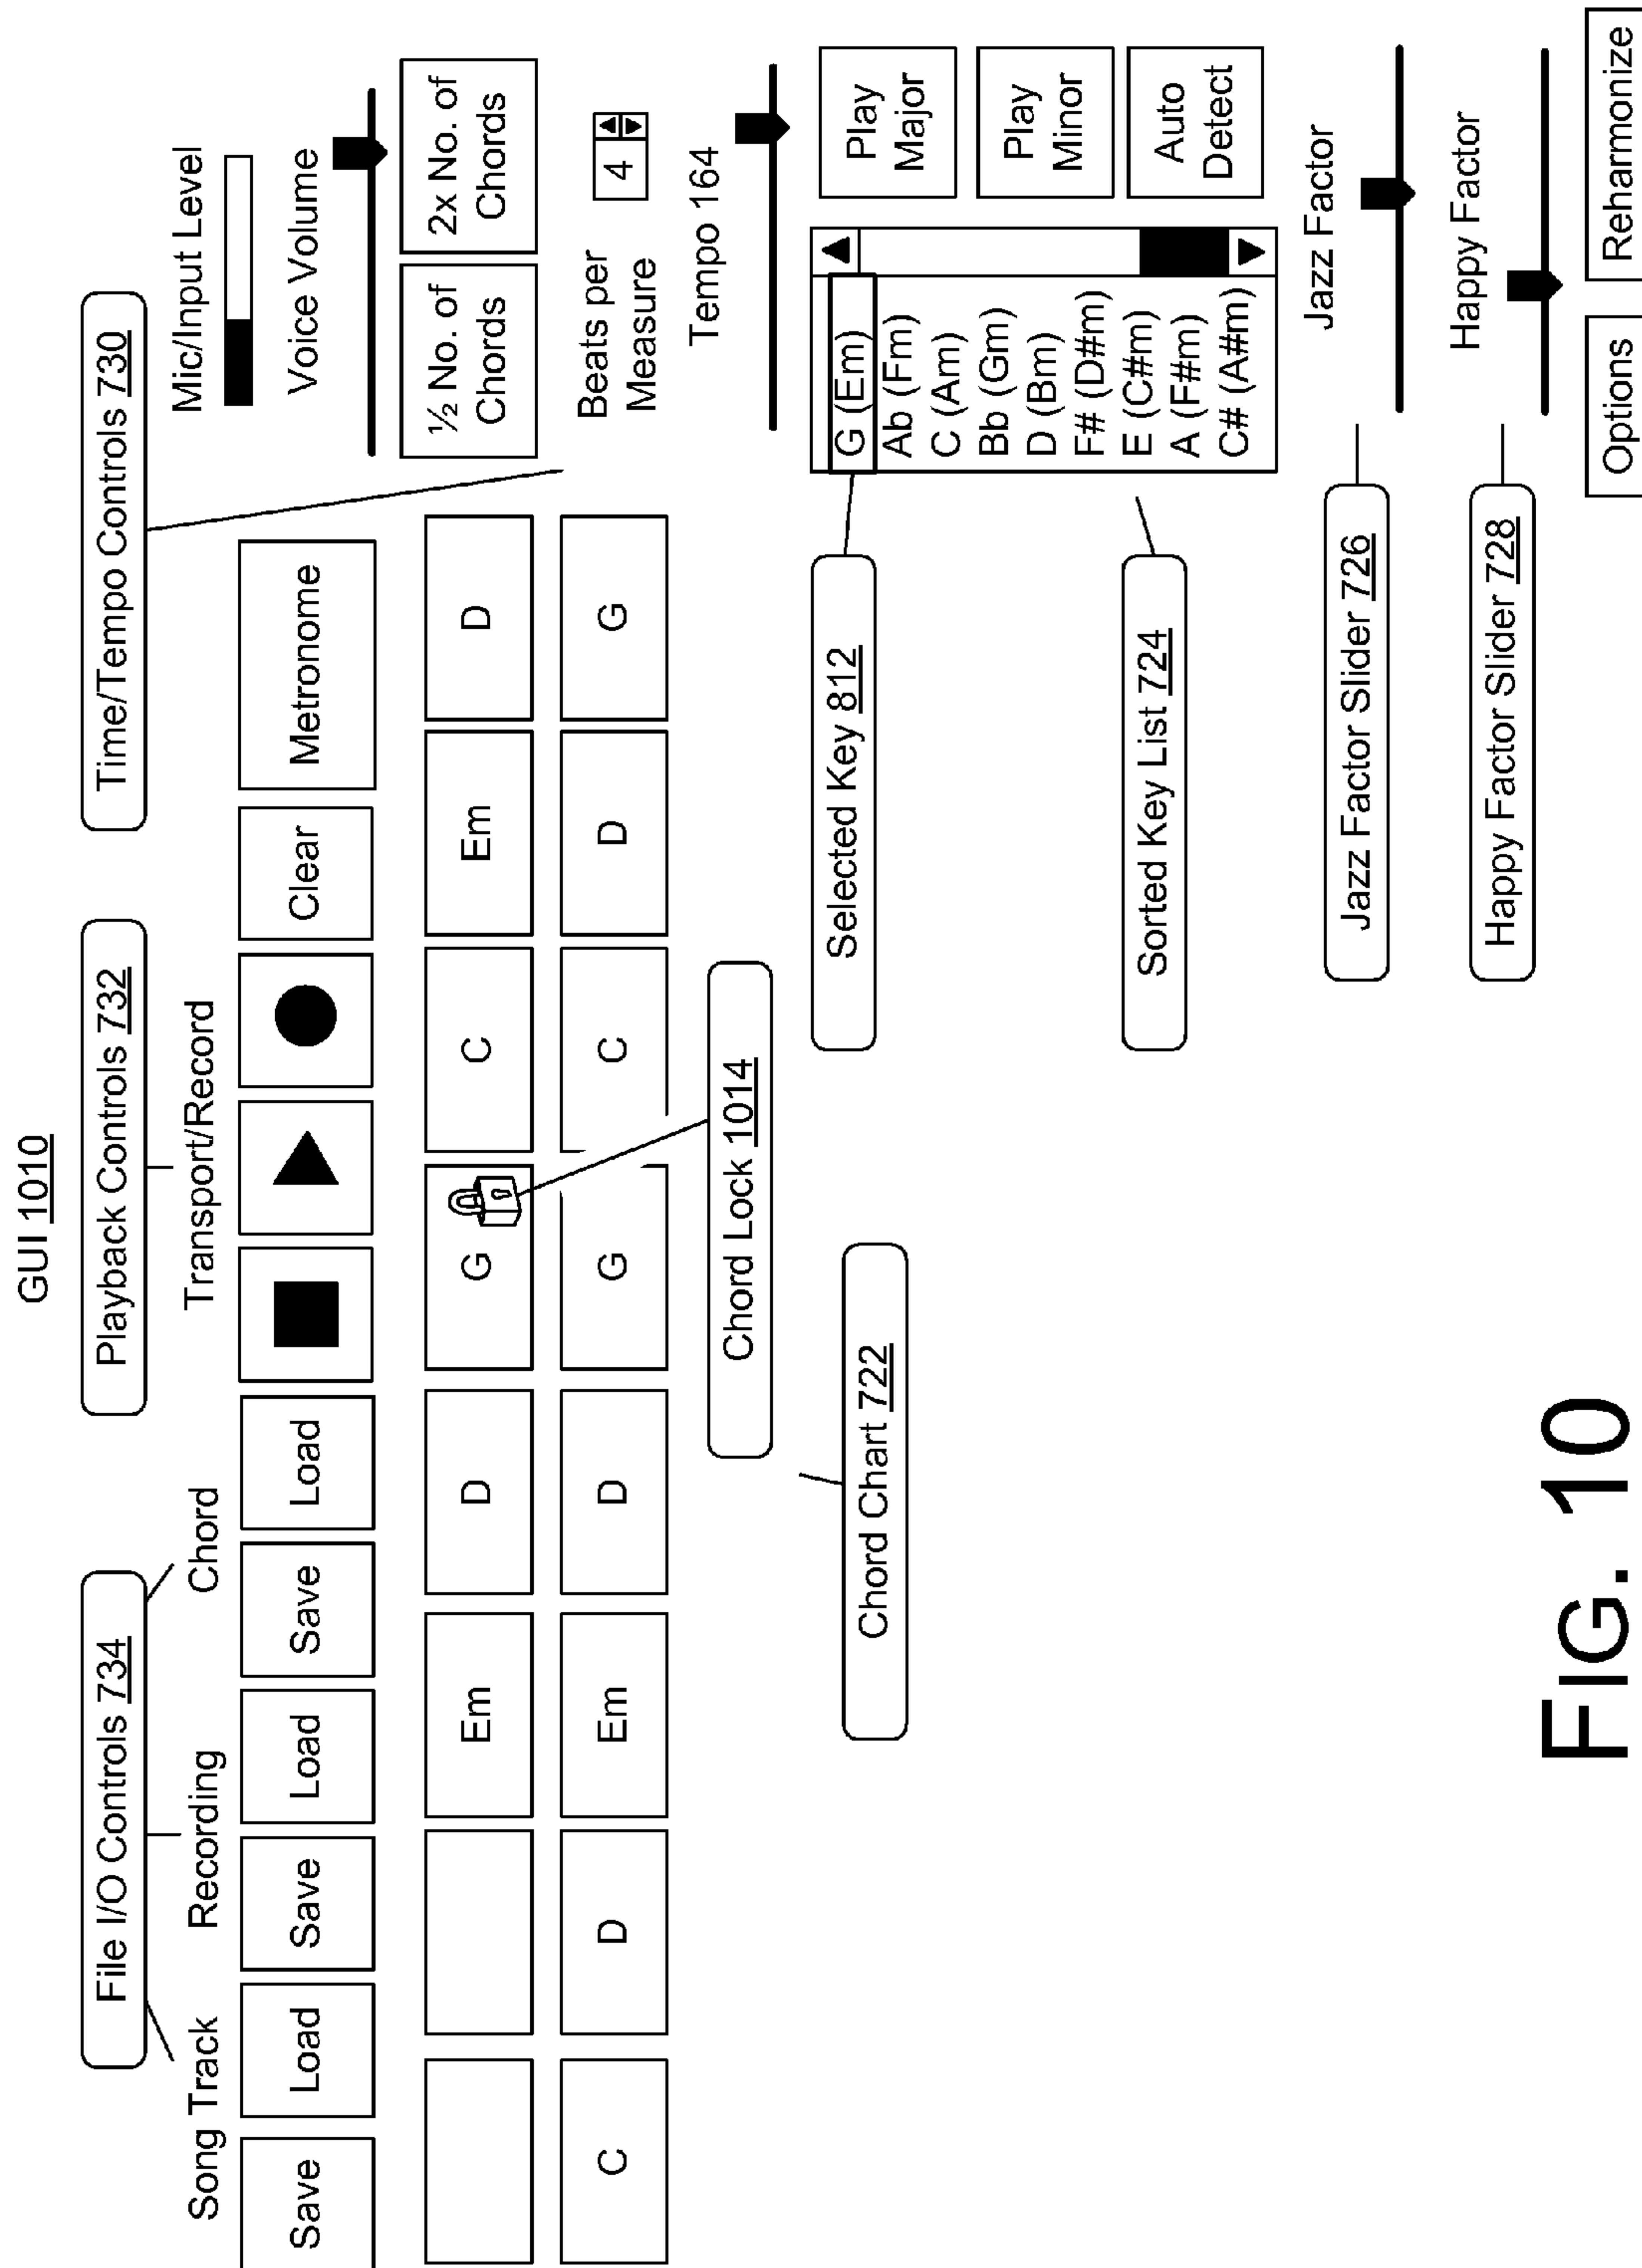 GUI 1010
File I/O Controls 734
Playback Controls 732
Time/Tempo Controls 730
Song Track
Recording
Chord
Transport/Record
Mic/Input Level
Save
Load
Save
Load
Save
Load
Clear
Metronome
Voice Volume
Em
D
G
C
Em
D
½ No. of
Chords
2x No. of
Chords
C
D
Em
D
G
C
D
G
Beats per
Measure
4
Chord Lock 1014
Tempo 164
Chord Chart 722
Selected Key 812
G (Em)
Ab (Fm)
C (Am)
Bb (Gm)
D (Bm)
F# (D#m)
E (C#m)
A (F#m)
C# (A#m)
Play
Major
Play
Minor
Auto
Detect
Sorted Key List 724
Jazz Factor Slider 726
Jazz Factor
Happy Factor Slider 728
Happy Factor
Options
Reharmonize
FIG. 10